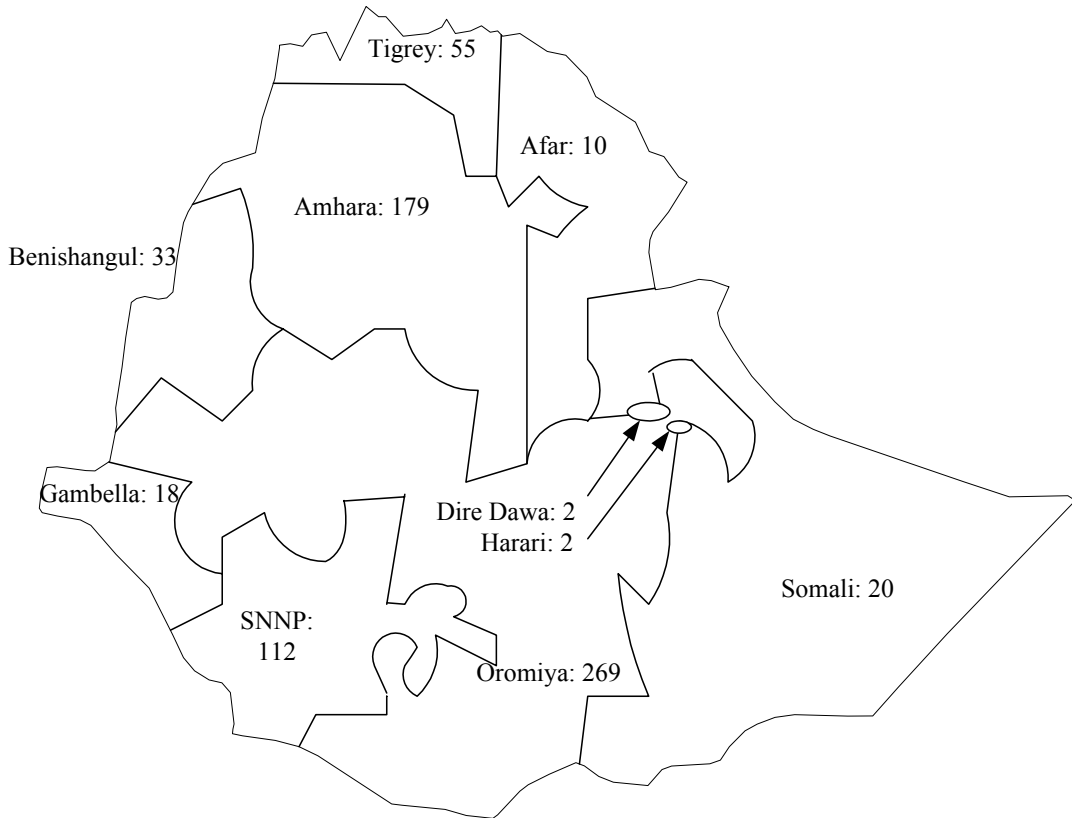 Tigrey: 55
Afar: 10
Amhara: 179
Benishangul: 33
Gambella: 18
Dire Dawa: 2
Harari: 2
Somali: 20
SNNP:
112
Oromiya: 269